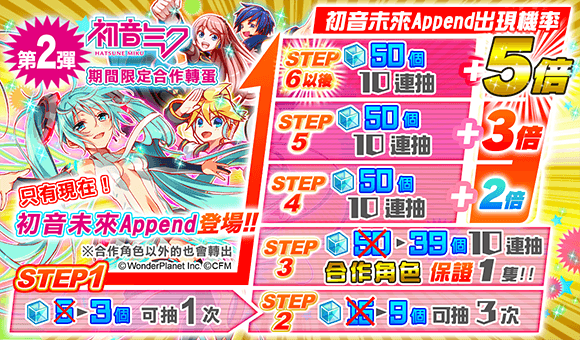 第2彈
初音ミク
HATSUNE MIKU
期間限定合作轉蛋
只有現在!
初音未來Append登場!!
※合作角色以外的也會轉出
©WonderPlanet Inc. ©CFM
初音未來Append出現機率
STEP 6以後 50個 10連抽 +5倍
STEP 5 50個 10連抽 +3倍
STEP 4 50個 10連抽 +2倍
STEP 3 50▶39個 10連抽
合作角色 保證1隻!!
STEP1
5▶3個 可抽1次
STEP 2 15▶9個 可抽3次